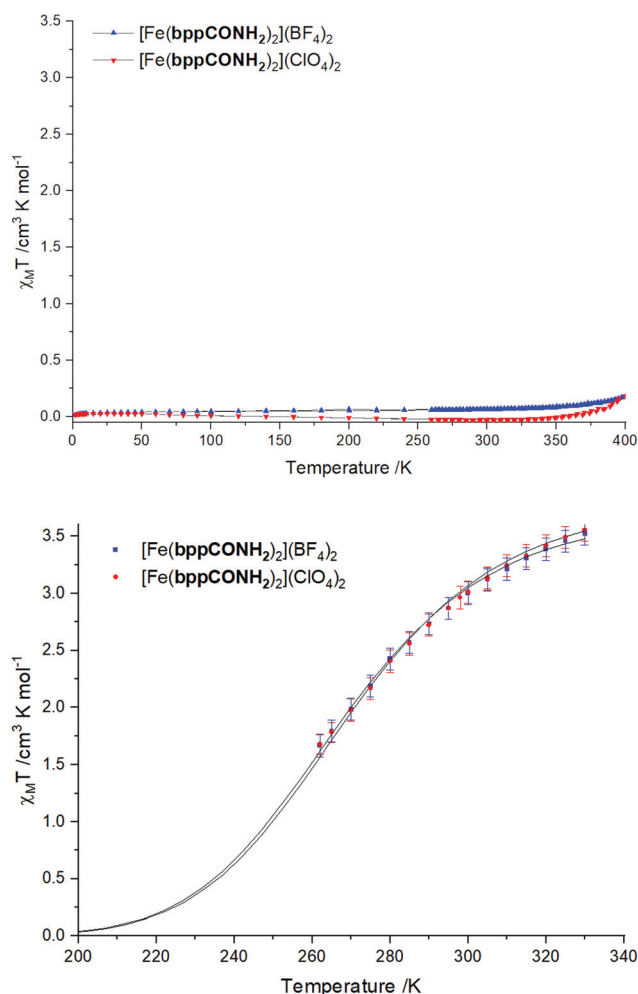 3.5
[Fe(bppCONH₂)₂](BF₄)₂
[Fe(bppCONH₂)₂](ClO₄)₂
3.0
2.5
2.0
1.5
1.0
0.5
0.0
χMT /cm³ K mol⁻¹
0 50 100 150 200 250 300 350 400
Temperature /K
3.5
[Fe(bppCONH₂)₂](BF₄)₂
[Fe(bppCONH₂)₂](ClO₄)₂
3.0
2.5
2.0
1.5
1.0
0.5
0.0
χMT /cm³ K mol⁻¹
200 220 240 260 280 300 320 340
Temperature /K